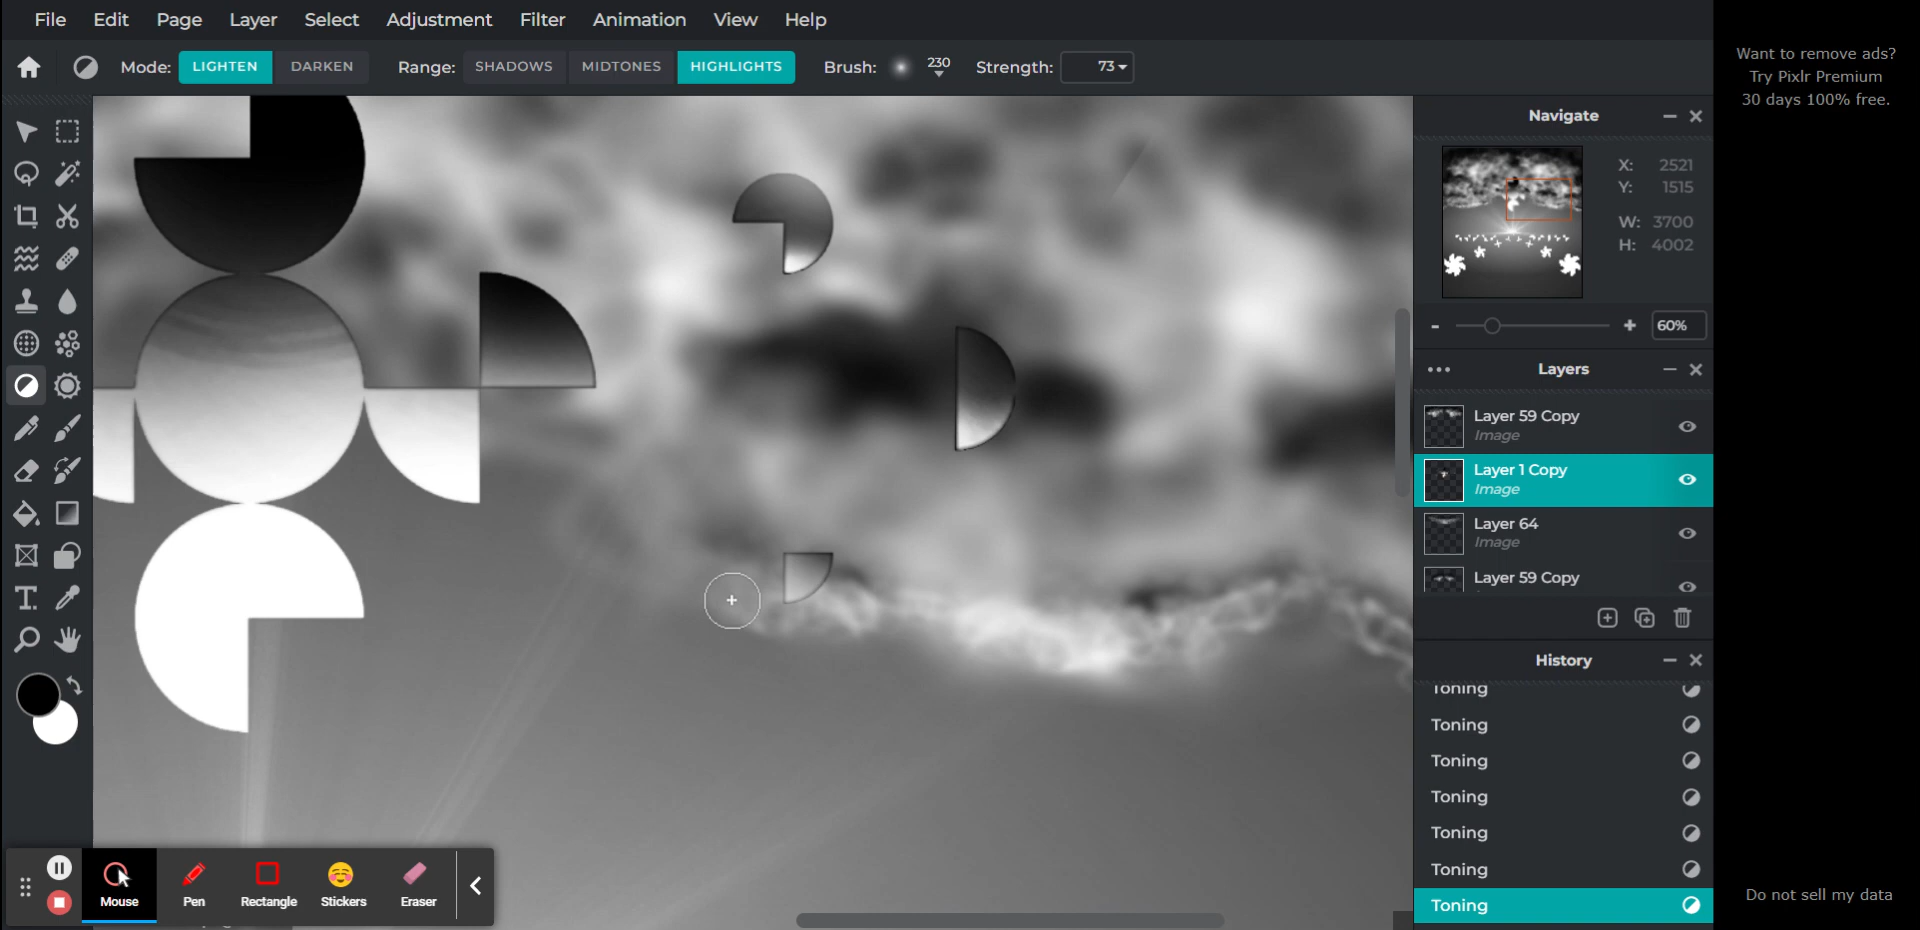 File Edit Page Layer Select Adjustment Filter Animation View Help
Mode: LIGHTEN DARKEN Range: SHADOWS MIDTONES HIGHLIGHTS Brush: 230 Strength: 73
Want to remove ads?
Try Pixlr Premium
30 days 100% free.
Navigate
X: 2521
Y: 1515
W: 3700
H: 4002
60%
Layers
Layer 59 Copy
Image
Layer 1 Copy
Image
Layer 64
Image
Layer 59 Copy
History
Toning
Toning
Toning
Toning
Toning
Toning
Toning
T
Mouse Pen Rectangle Stickers Eraser
Do not sell my data